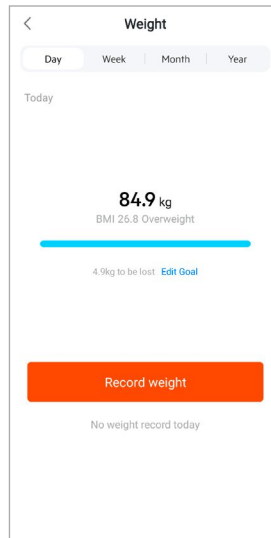 Weight
Day Week Month Year
Today
84.9 kg
BMI 26.8 Overweight
4.9kg to be lost Edit Goal
Record weight
No weight record today